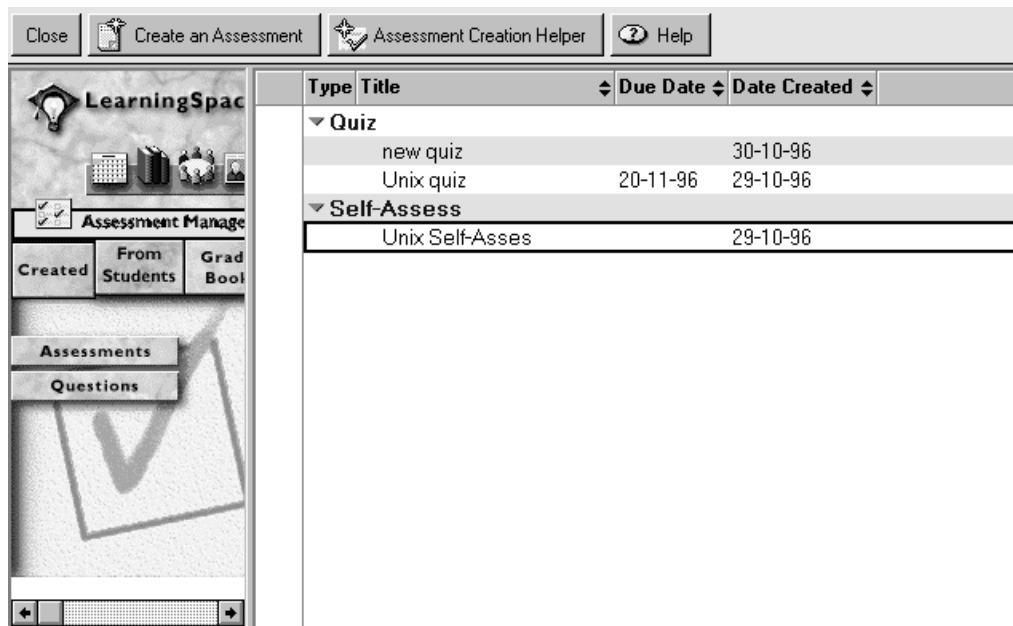 Close Create an Assessment Assessment Creation Helper Help
LearningSpac
Assessment Manage
Created From Students Grad Book
Assessments
Questions
Type Title Due Date Date Created
Quiz
new quiz 30-10-96
Unix quiz 20-11-96 29-10-96
Self-Assess
Unix Self-Asses 29-10-96